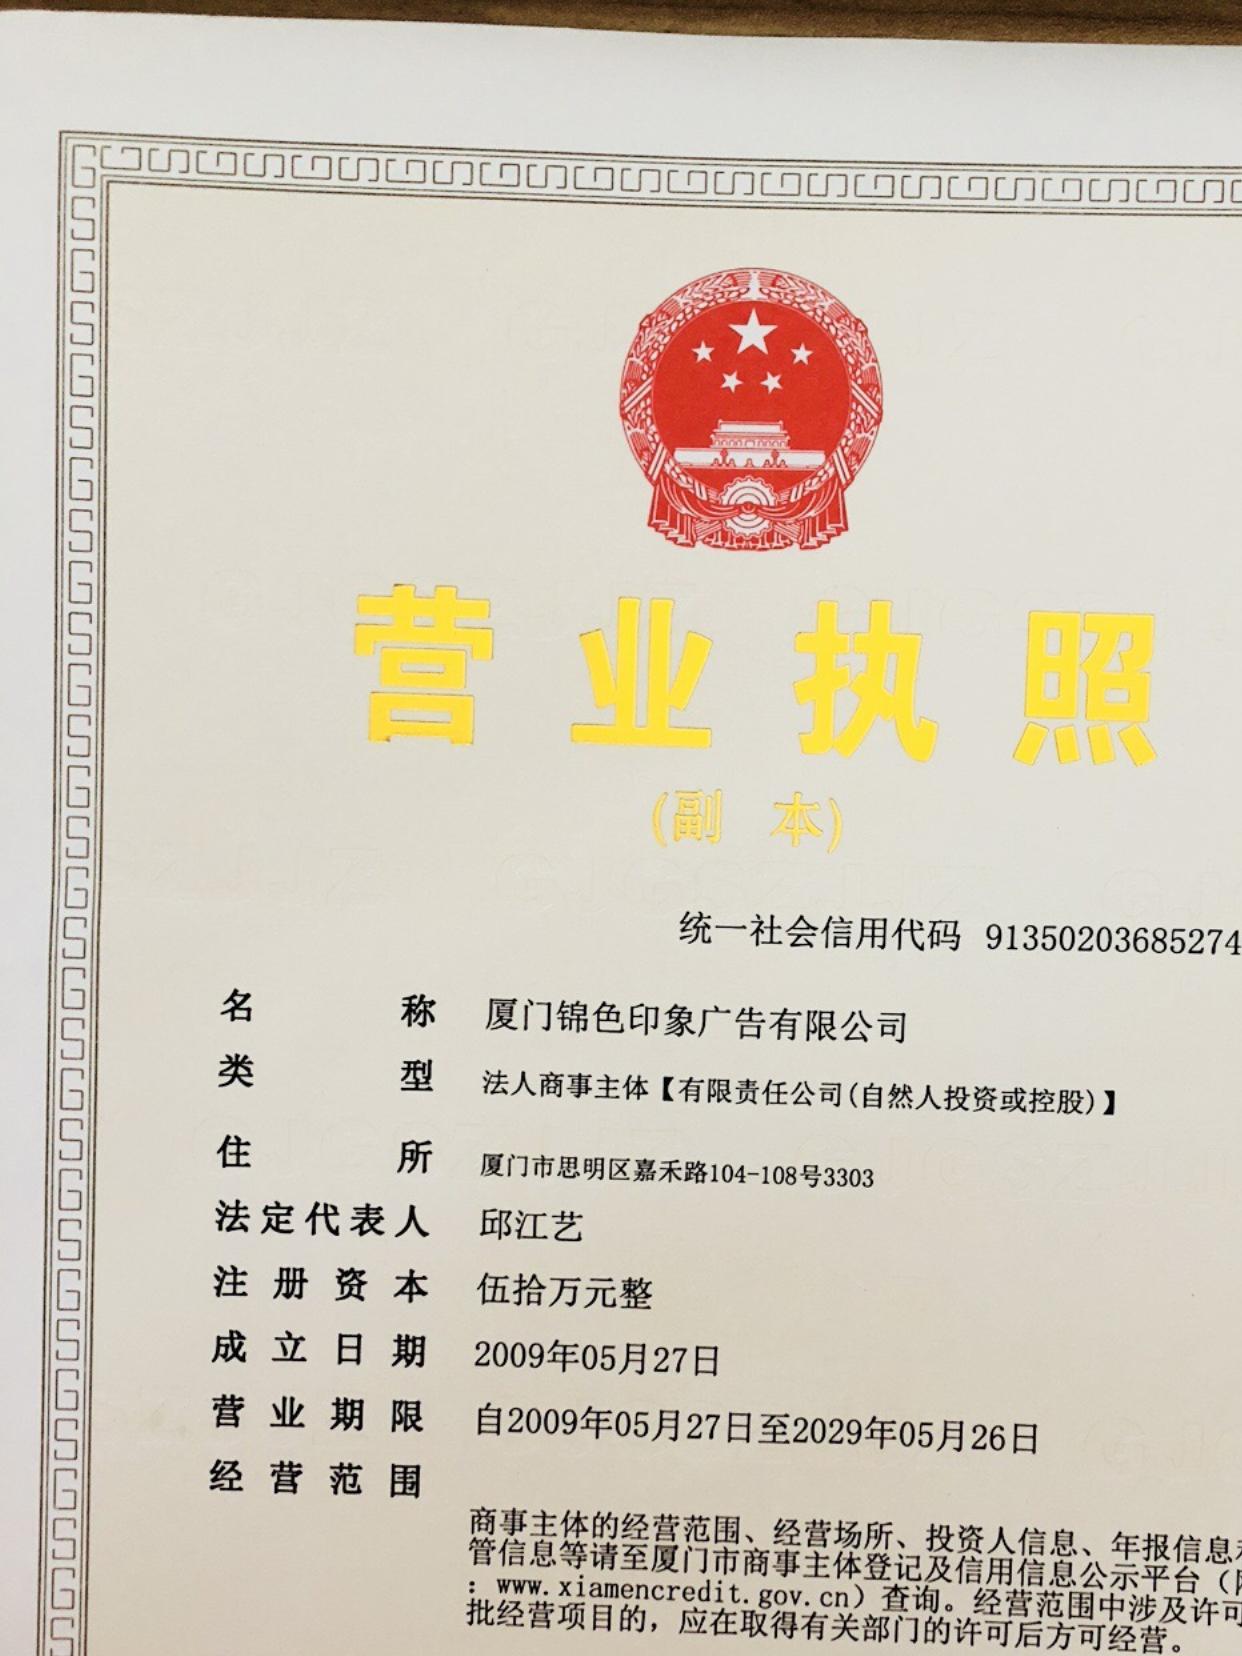 营业执照
(副 本)
统一社会信用代码 91350203685274
名 称 厦门锦色印象广告有限公司
类 型 法人商事主体【有限责任公司(自然人投资或控股)】
住 所 厦门市思明区嘉禾路104-108号3303
法定代表人 邱江艺
注册资本 伍拾万元整
成立日期 2009年05月27日
营业期限 自2009年05月27日至2029年05月26日
经营范围
商事主体的经营范围、经营场所、投资人信息、年报信息
管信息等请至厦门市商事主体登记及信用信息公示平台（
：www.xiamencredit.gov.cn）查询。经营范围中涉及许可
批经营项目的，应在取得有关部门的许可后方可经营。